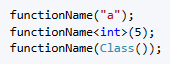 functionName("a");
functionName<int>(5);
functionName(Class());